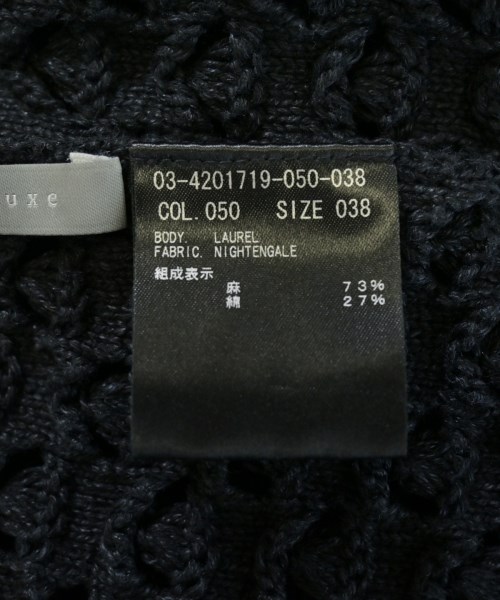 uxe
03-4201719-050-038
COL.050 SIZE 038
BODY. LAUREL
FABRIC. NIGHTENGALE
組成表示
麻 73%
綿 27%